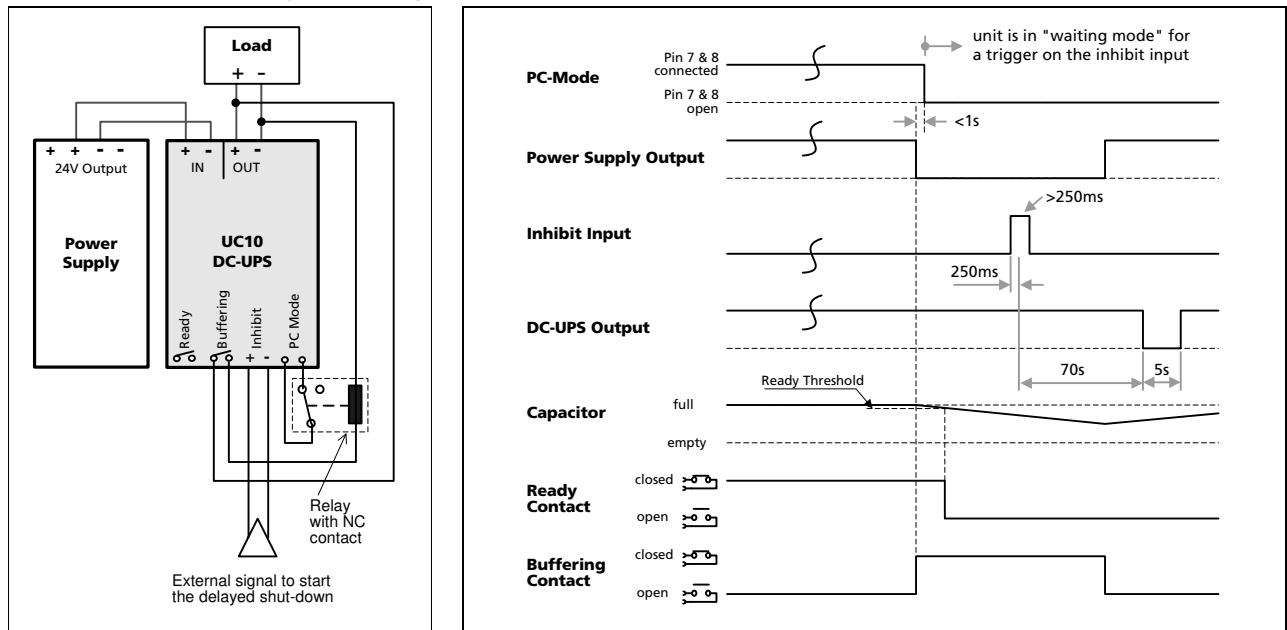 Load
+ -
+ + - -
24V Output
Power
Supply
+ - + -
IN OUT
UC10
DC-UPS
Ready
Buffering
+ Inhibit -
PC Mode
Relay
with NC
contact
External signal to start
the delayed shut-down
unit is in "waiting mode" for
a trigger on the inhibit input
PC-Mode
Pin 7 & 8
connected
Pin 7 & 8
open
<1s
Power Supply Output
>250ms
Inhibit Input
250ms
DC-UPS Output
70s
5s
Ready Threshold
Capacitor
full
empty
Ready
Contact
closed
open
Buffering
Contact
closed
open